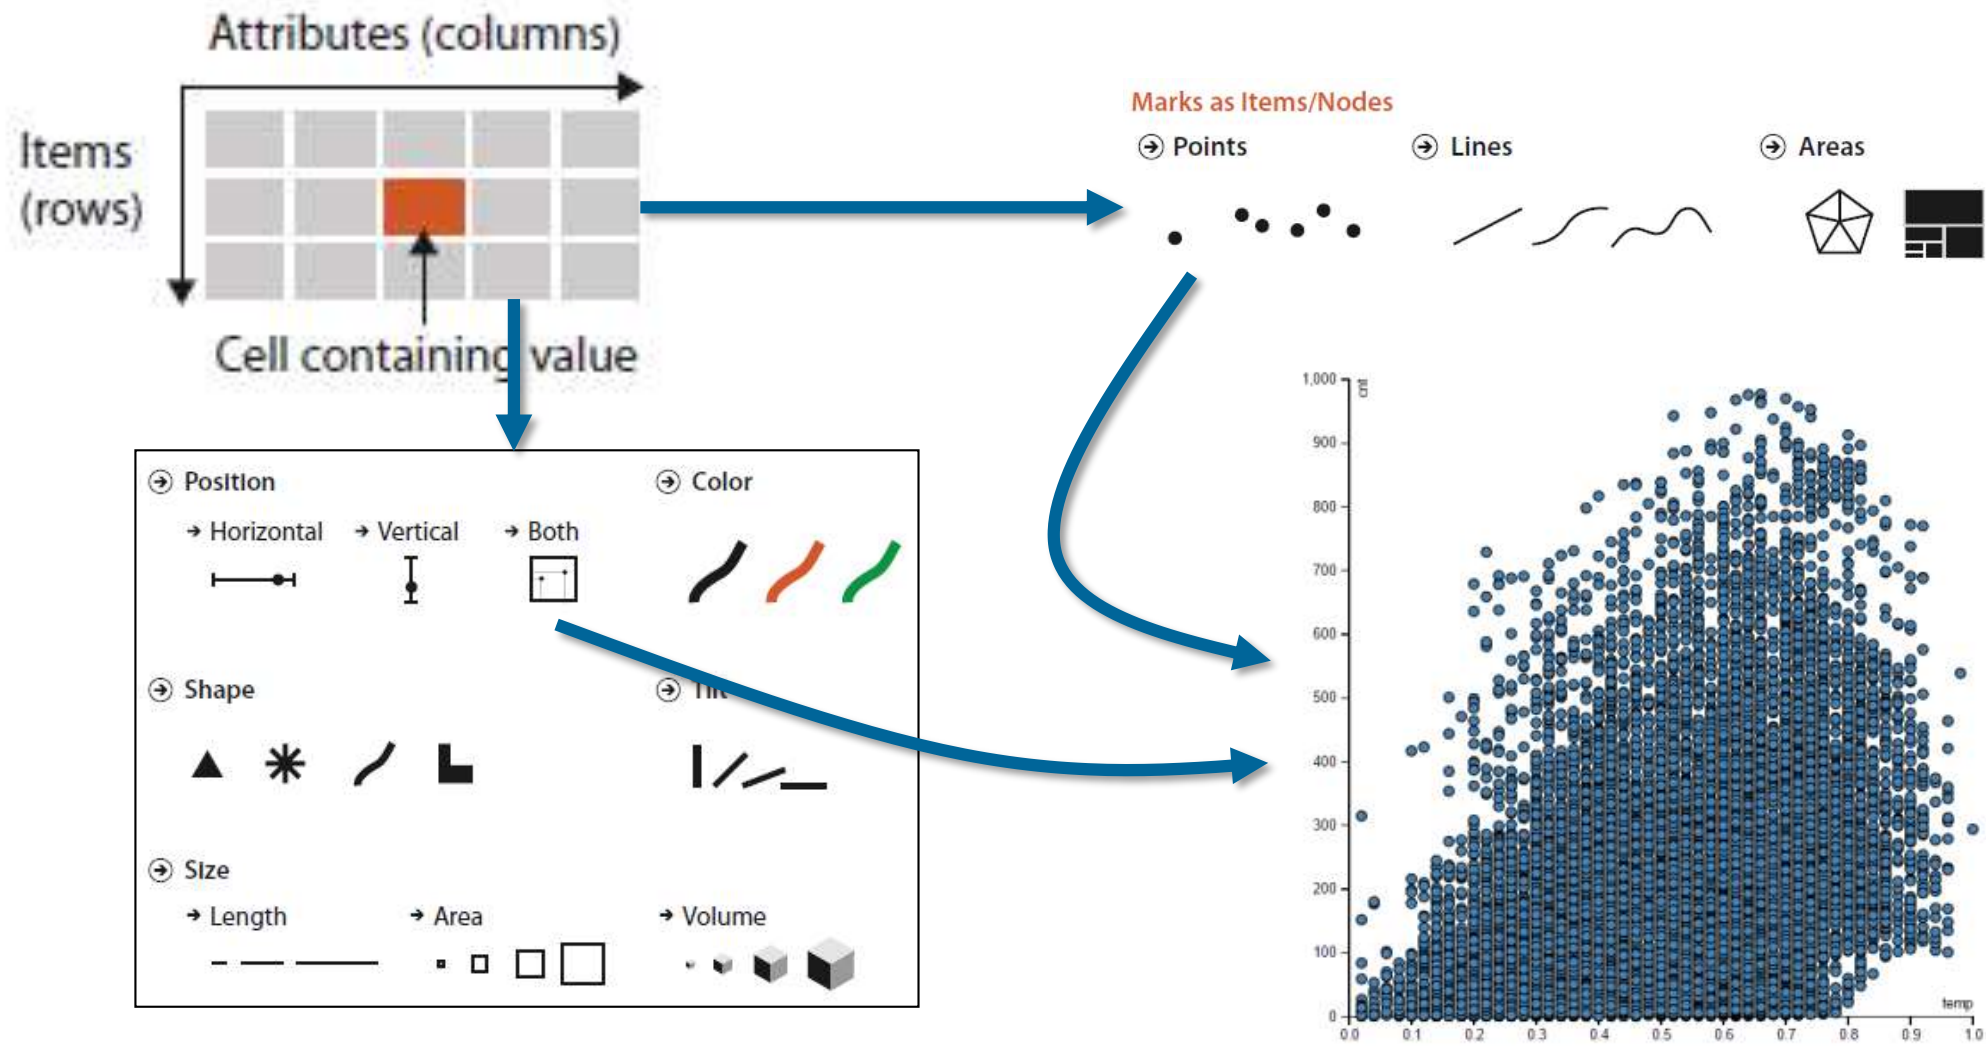 Attributes (columns)
Items
(rows)
Cell containing value
Marks as Items/Nodes
Points
Lines
Areas
Position
Horizontal
Vertical
Both
Color
Shape
Tilt
Size
Length
Area
Volume
cnt
1,000
900
800
700
600
500
400
300
200
100
0
temp
0.0 0.1 0.2 0.3 0.4 0.5 0.6 0.7 0.8 0.9 1.0